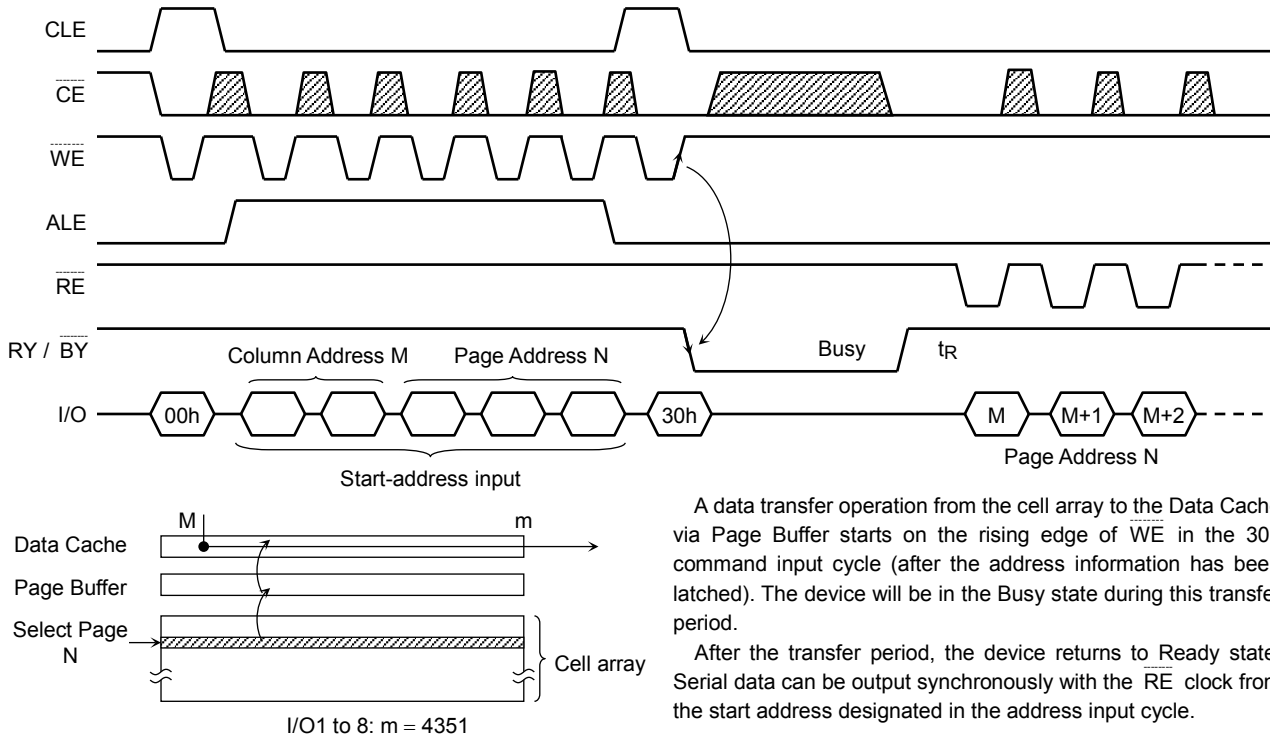 CLE
CE
WE
ALE
RE
RY / BY
Busy
tR
Column Address M
Page Address N
I/O
00h
30h
M
M+1
M+2
Start-address input
Page Address N
M
m
Data Cache
Page Buffer
Select Page
N
Cell array
I/O1 to 8: m = 4351
A data transfer operation from the cell array to the Data Cach
via Page Buffer starts on the rising edge of WE in the 30
command input cycle (after the address information has bee
latched). The device will be in the Busy state during this transfe
period.
After the transfer period, the device returns to Ready state
Serial data can be output synchronously with the RE clock fron
the start address designated in the address input cycle.